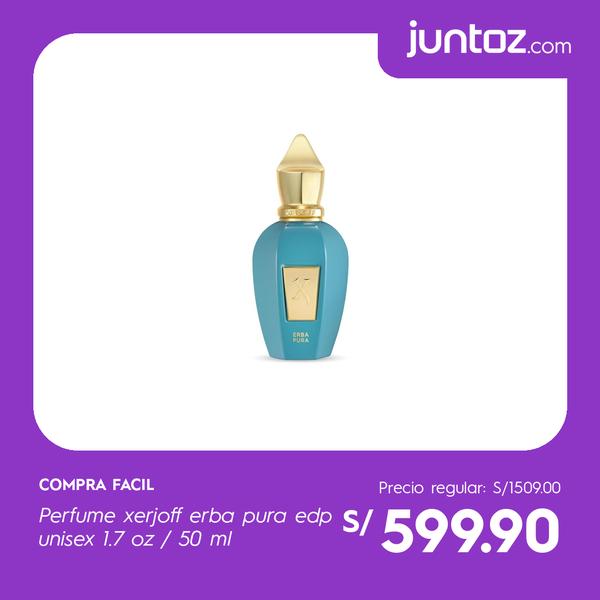 juntoz.com
ERBA
PURA
COMPRA FACIL
Precio regular: S/1509.00
Perfume xerjoff erba pura edp
unisex 1.7 oz / 50 ml
S/ 599.90